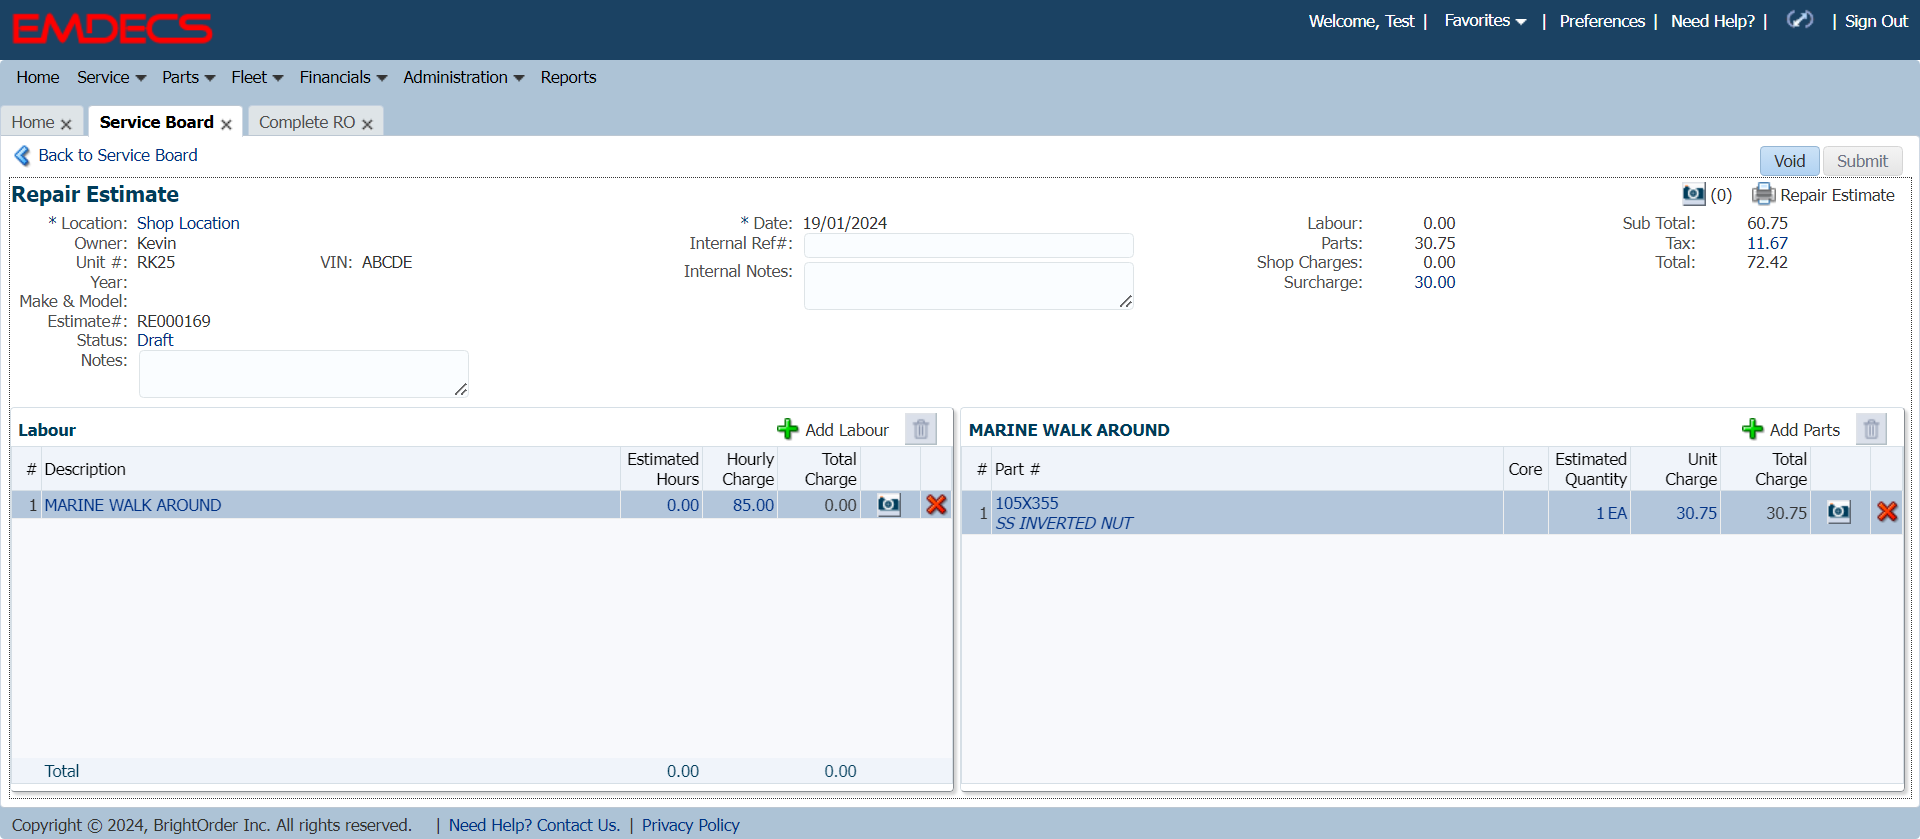 EMDECS
Welcome, Test | Favorites | Preferences | Need Help? | | Sign Out
Home Service Parts Fleet Financials Administration Reports
Home Service Board Complete RO
Back to Service Board
Void Submit
Repair Estimate
(0) Repair Estimate
* Location: Shop Location
Owner: Kevin
Unit #: RK25 VIN: ABCDE
Year:
Make & Model:
Estimate#: RE000169
Status: Draft
Notes:
* Date: 19/01/2024
Internal Ref#:
Internal Notes:
Labour: 0.00
Parts: 30.75
Shop Charges: 0.00
Surcharge: 30.00
Sub Total: 60.75
Tax: 11.67
Total: 72.42
Labour Add Labour
# Description Estimated Hours Hourly Charge Total Charge
1 MARINE WALK AROUND 0.00 85.00 0.00
Total 0.00 0.00
MARINE WALK AROUND Add Parts
# Part # Core Estimated Quantity Unit Charge Total Charge
1 105X355 1 EA 30.75 30.75
SS INVERTED NUT
Copyright © 2024, BrightOrder Inc. All rights reserved. | Need Help? Contact Us. | Privacy Policy